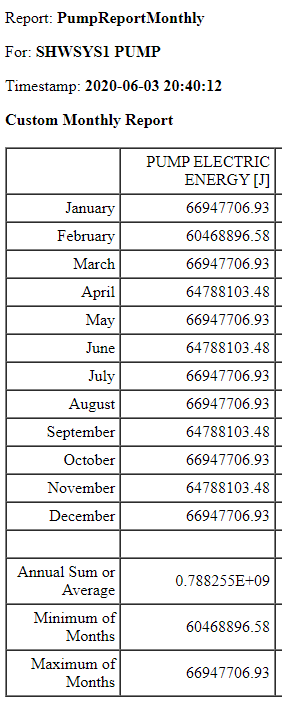 Report: PumpReportMonthly
For: SHWSYS1 PUMP
Timestamp: 2020-06-03 20:40:12
Custom Monthly Report
PUMP ELECTRIC
ENERGY [J]
January 66947706.93
February 60468896.58
March 66947706.93
April 64788103.48
May 66947706.93
June 64788103.48
July 66947706.93
August 66947706.93
September 64788103.48
October 66947706.93
November 64788103.48
December 66947706.93
Annual Sum or
Average 0.788255E+09
Minimum of
Months 60468896.58
Maximum of
Months 66947706.93